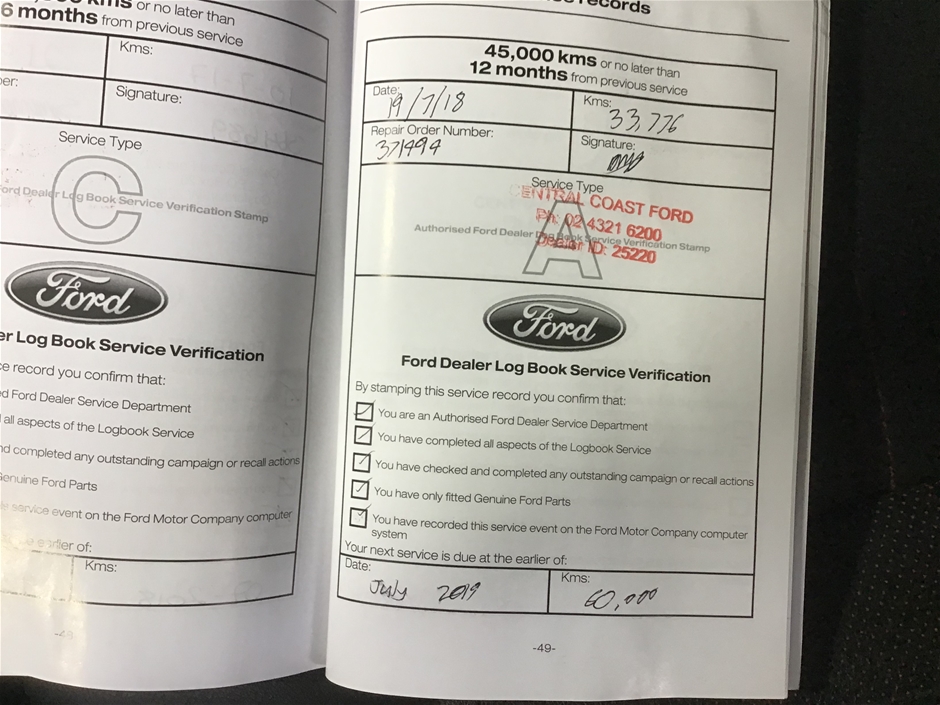 kms or no later than
6 months from previous service
Kms:
Signature:
Service Type
C
Ford Dealer Log Book Service Verification Stamp
Ford
Log Book Service Verification
record you confirm that:
Ford Dealer Service Department
all aspects of the Logbook Service
completed any outstanding campaign or recall actions
Genuine Ford Parts
service event on the Ford Motor Company computer
earlier of:
Kms:
records
45,000 kms or no later than
12 months from previous service
Date:
19/7/18
Kms:
33,776
Repair Order Number:
371494
Signature:
Service Type
A
CENTRAL COAST FORD
Ph: 02 4321 6200
Authorised Ford Dealer Log Book Service Verification Stamp
Dealer ID: 25220
Ford
Ford Dealer Log Book Service Verification
By stamping this service record you confirm that:
You are an Authorised Ford Dealer Service Department
You have completed all aspects of the Logbook Service
You have checked and completed any outstanding campaign or recall actions
You have only fitted Genuine Ford Parts
You have recorded this service event on the Ford Motor Company computer
system
Your next service is due at the earlier of:
Date:
July 2019
Kms:
60,000
-49-